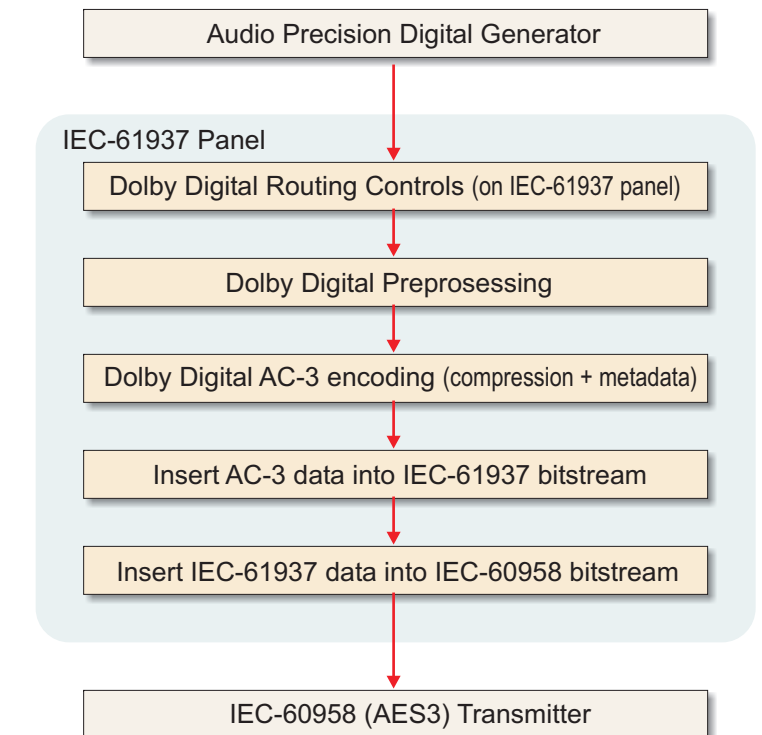 Audio Precision Digital Generator
IEC-61937 Panel
Dolby Digital Routing Controls (on IEC-61937 panel)
Dolby Digital Preprosessing
Dolby Digital AC-3 encoding (compression + metadata)
Insert AC-3 data into IEC-61937 bitstream
Insert IEC-61937 data into IEC-60958 bitstream
IEC-60958 (AES3) Transmitter